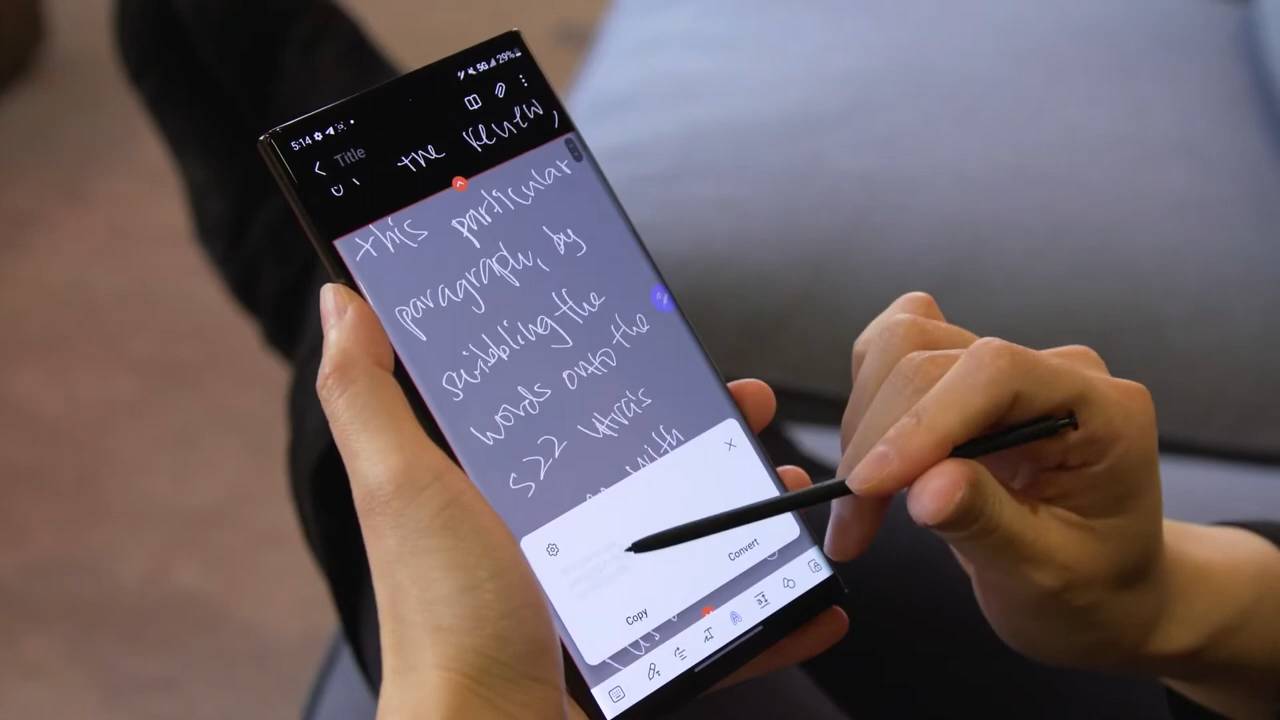 5:14 5G 29%
Title
the review,
this particular
paragraph, by
scribbling the
words onto the
S22 Ultra's
with
Copy Convert